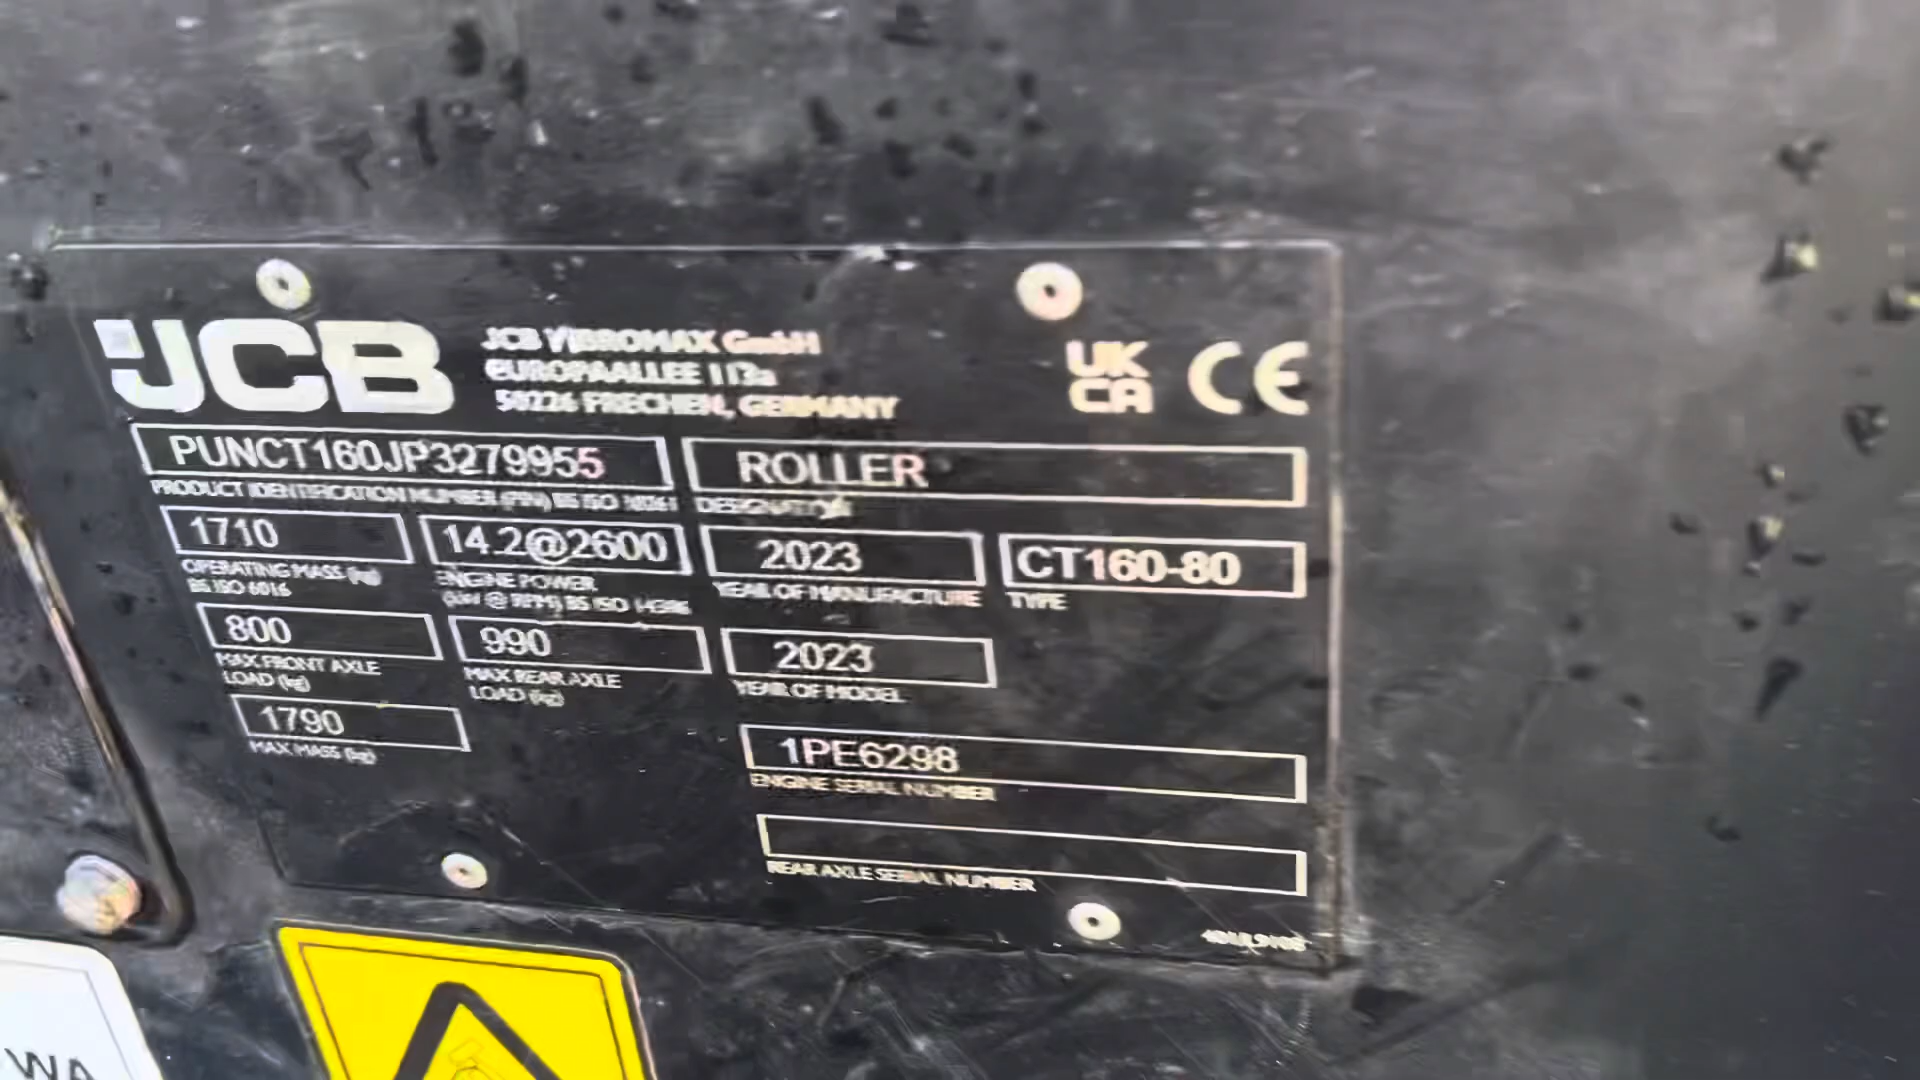 JCB
JCB VIBROMAX GmbH
EUROPAALLEE 113a
50226 FRECHEN, GERMANY
UK
CA
CE
PUNCT160JP3279955
PRODUCT IDENTIFICATION NUMBER (PIN) BS ISO 10261
ROLLER
DESIGNATION
1710
OPERATING MASS (kg)
BS ISO 6016
14.2@2600
ENGINE POWER
(kW @ RPM) BS ISO 14396
2023
YEAR OF MANUFACTURE
CT160-80
TYPE
800
MAX FRONT AXLE
LOAD (kg)
990
MAX REAR AXLE
LOAD (kg)
2023
YEAR OF MODEL
1790
MAX MASS (kg)
1PE6298
ENGINE SERIAL NUMBER
REAR AXLE SERIAL NUMBER
WA